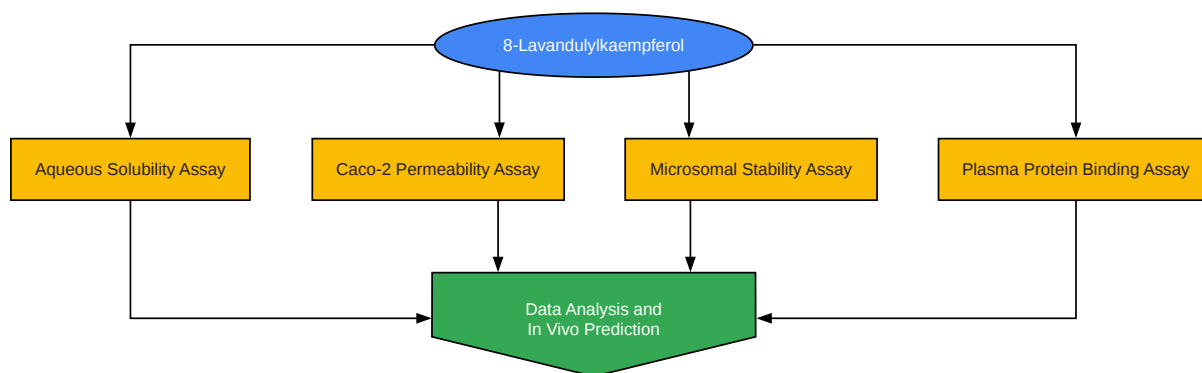 8-Lavandulylkaempferol
Aqueous Solubility Assay
Caco-2 Permeability Assay
Microsomal Stability Assay
Plasma Protein Binding Assay
Data Analysis and
In Vivo Prediction